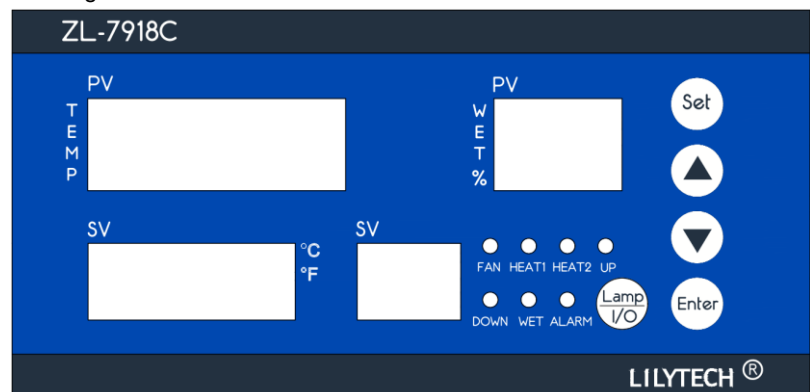 ZL-7918C
PV
TEMP
PV
WET%
Set
SV
°C
°F
SV
FAN HEAT1 HEAT2 UP
DOWN WET ALARM
Lamp
I/O
Enter
LILYTECH ®